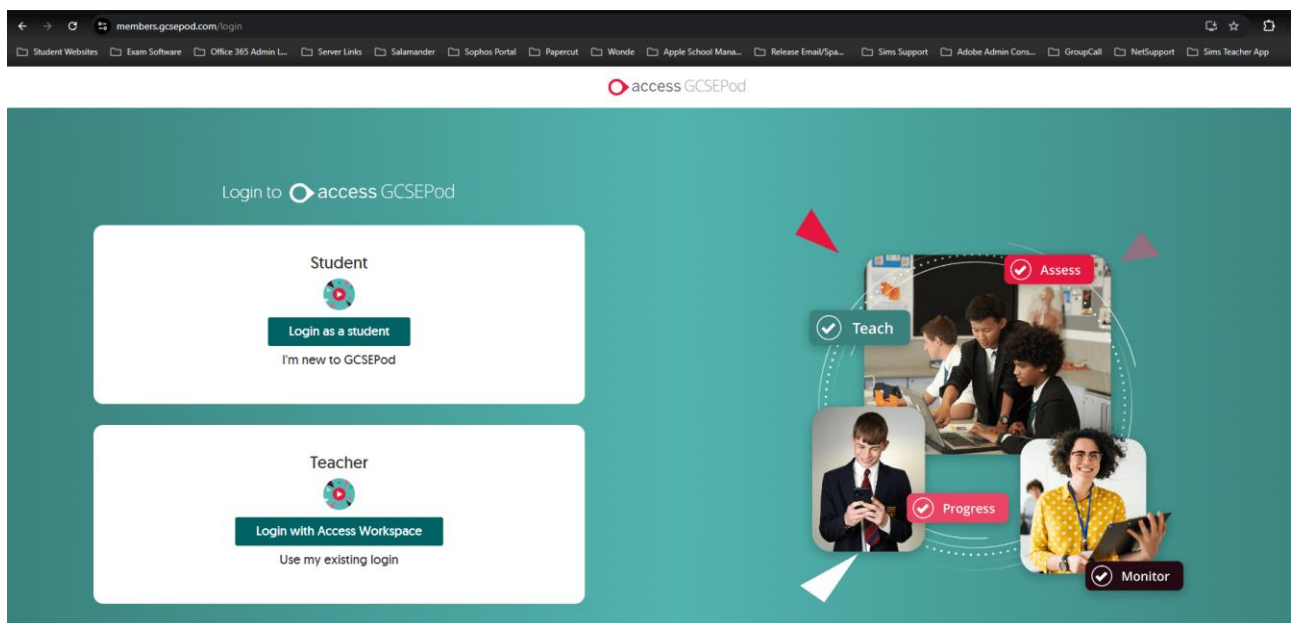 members.gcsepod.com/login
Student Websites Exam Software Office 365 Admin L... Server Links Salamander Sophos Portal Papercut Wonde Apple School Mana... Release Email/Spa... Sims Support Adobe Admin Cons... GroupCall NetSupport Sims Teacher App
access GCSEPod
Login to access GCSEPod
Student
Login as a student
I'm new to GCSEPod
Teacher
Login with Access Workspace
Use my existing login
Assess
Teach
Progress
Monitor